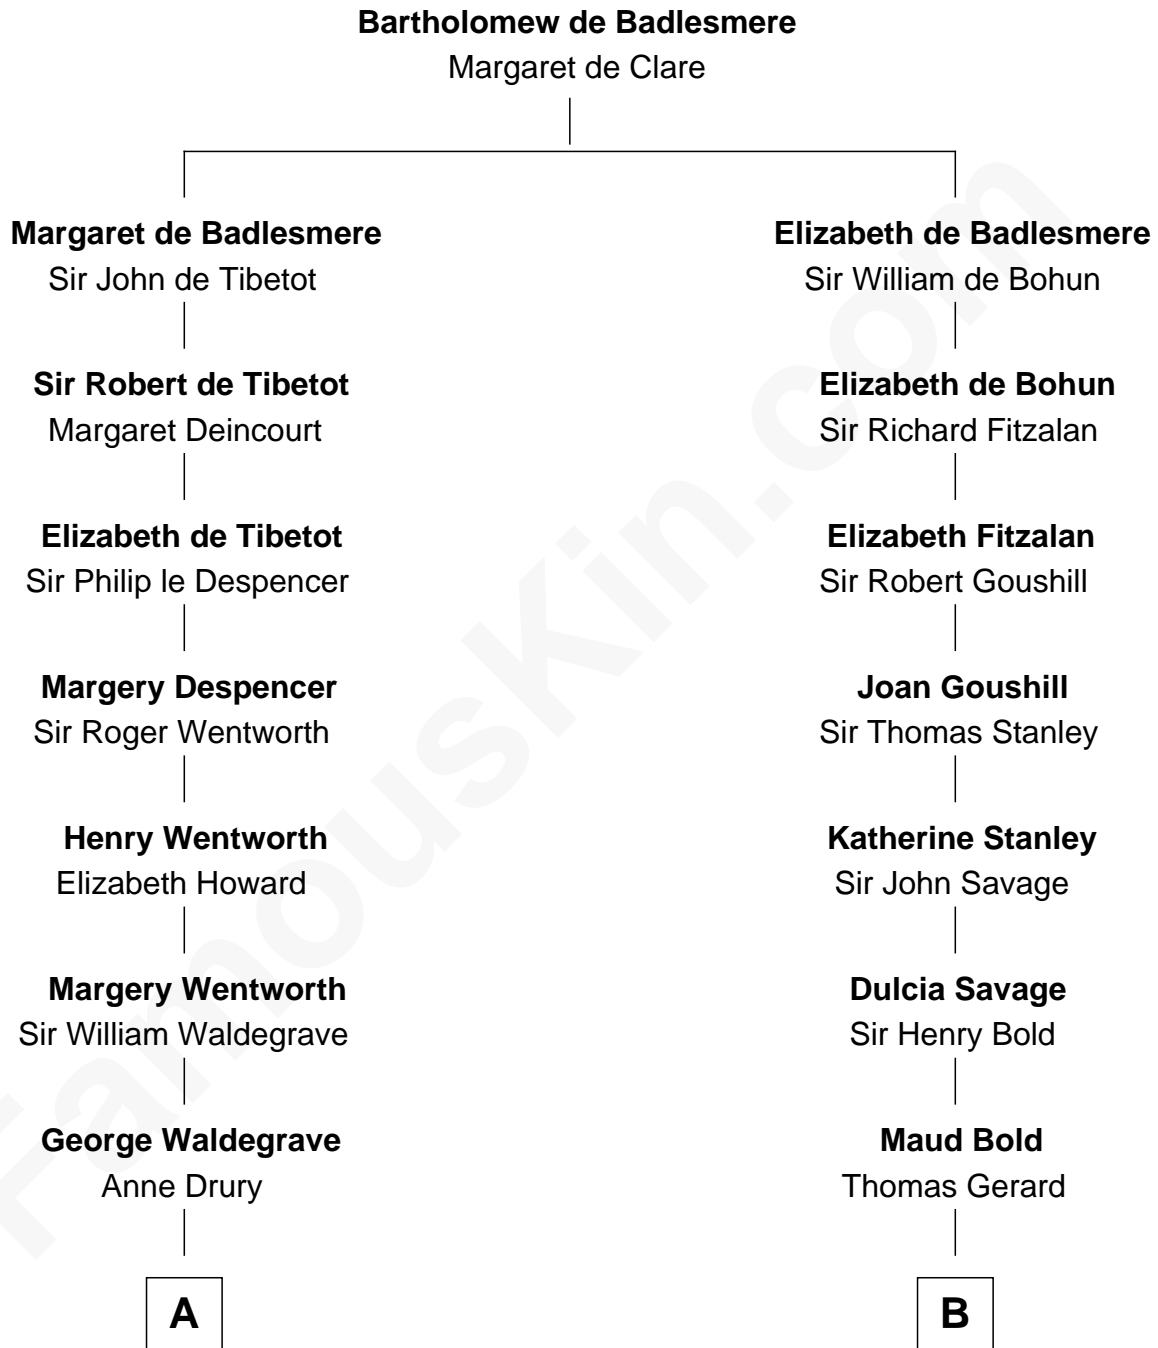 Bartholomew de Badlesmere
Margaret de Clare
Margaret de Badlesmere
Sir John de Tibetot
Elizabeth de Badlesmere
Sir William de Bohun
Sir Robert de Tibetot
Margaret Deincourt
Elizabeth de Bohun
Sir Richard Fitzalan
Elizabeth de Tibetot
Sir Philip le Despencer
Elizabeth Fitzalan
Sir Robert Goushill
Margery Despencer
Sir Roger Wentworth
Joan Goushill
Sir Thomas Stanley
Henry Wentworth
Elizabeth Howard
Katherine Stanley
Sir John Savage
Margery Wentworth
Sir William Waldegrave
Dulcia Savage
Sir Henry Bold
George Waldegrave
Anne Drury
Maud Bold
Thomas Gerard
A
B
FamousKin.com